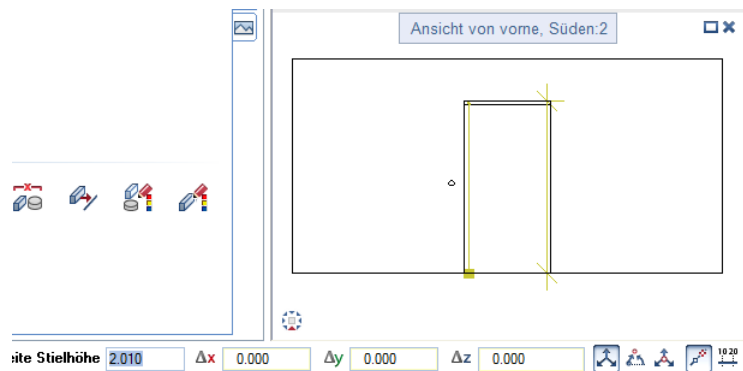 Ansicht von vorne, Süden:2
eite Stielhöhe 2.010 Δx 0.000 Δy 0.000 Δz 0.000 10 20